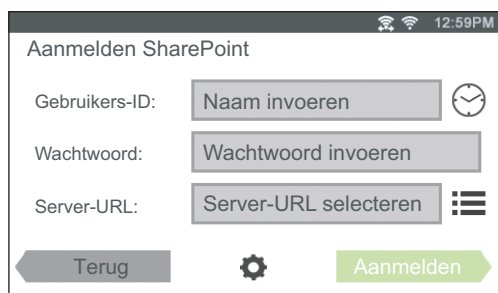 12:59PM
Aanmelden SharePoint
Gebruikers-ID: Naam invoeren
Wachtwoord: Wachtwoord invoeren
Server-URL: Server-URL selecteren
Terug Aanmelden